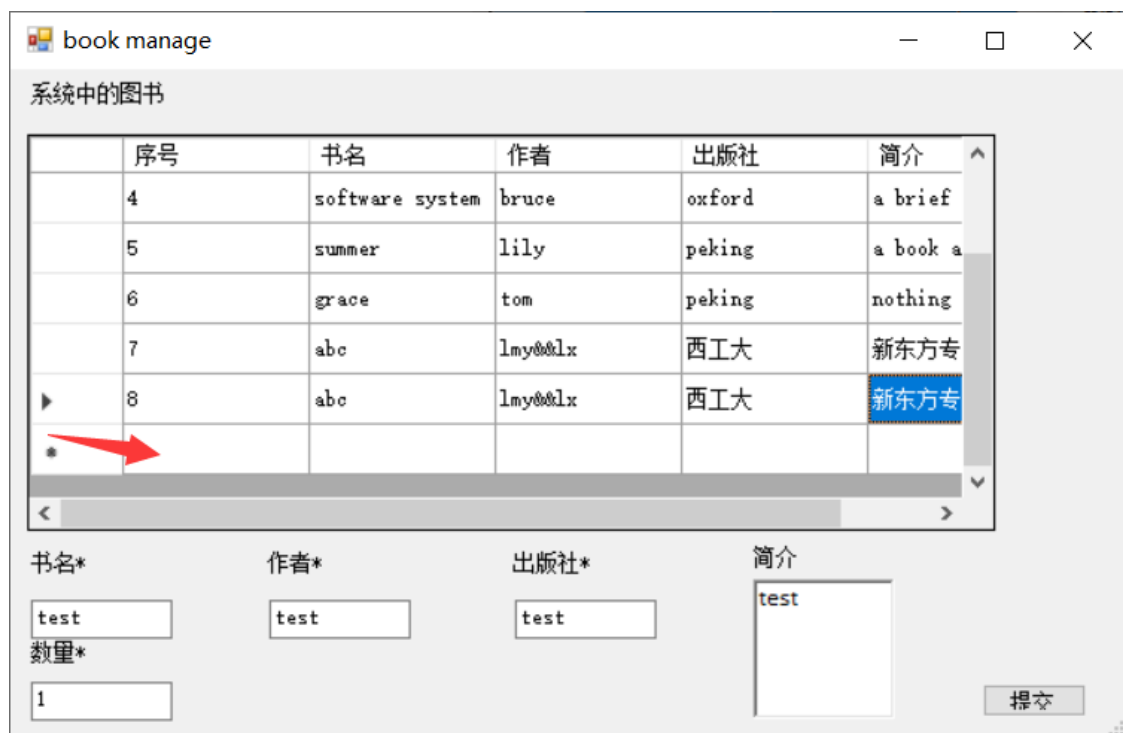 book manage
系统中的图书
序号 书名 作者 出版社 简介
4 software system bruce oxford a brief
5 summer lily peking a book a
6 grace tom peking nothing
7 abc lmy&&lx 西工大 新东方专
8 abc lmy&&lx 西工大 新东方专
书名* 作者* 出版社* 简介
test test test test
数量*
1
提交